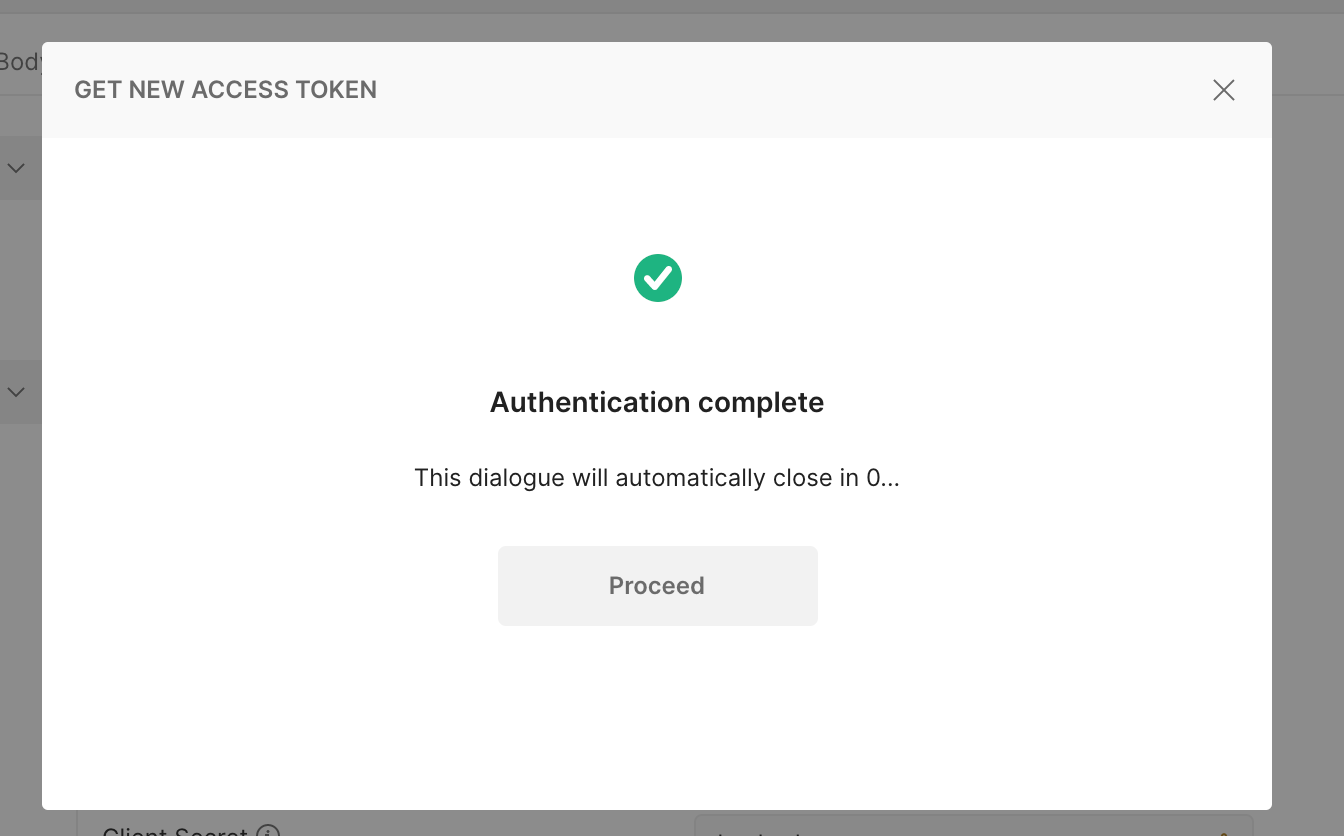 Body
GET NEW ACCESS TOKEN
Authentication complete
This dialogue will automatically close in 0...
Proceed
Client Secret